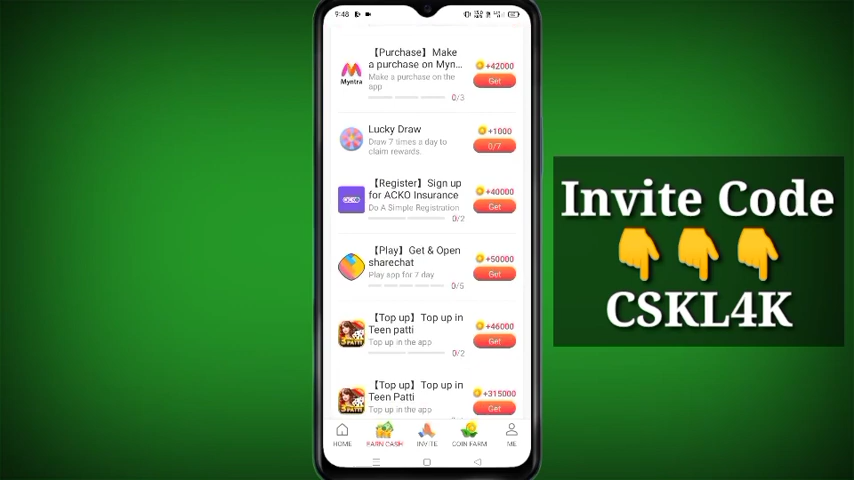 9:48
【Purchase】Make
a purchase on Myn...
Make a purchase on the
app
Myntra
+42000
Get
0/3
Lucky Draw
Draw 7 times a day to
claim rewards.
+1000
0/7
【Register】Sign up
for ACKO Insurance
Do A Simple Registration
ACKO
+40000
Get
0/2
【Play】Get & Open
sharechat
Play app for 7 day
+50000
Get
0/5
【Top up】Top up in
Teen patti
Top up in the app
+46000
Get
0/2
【Top up】Top up in
Teen Patti
Top up in the app
+315000
Get
HOME
EARN CASH
INVITE
COIN FARM
ME
Invite Code
CSKL4K